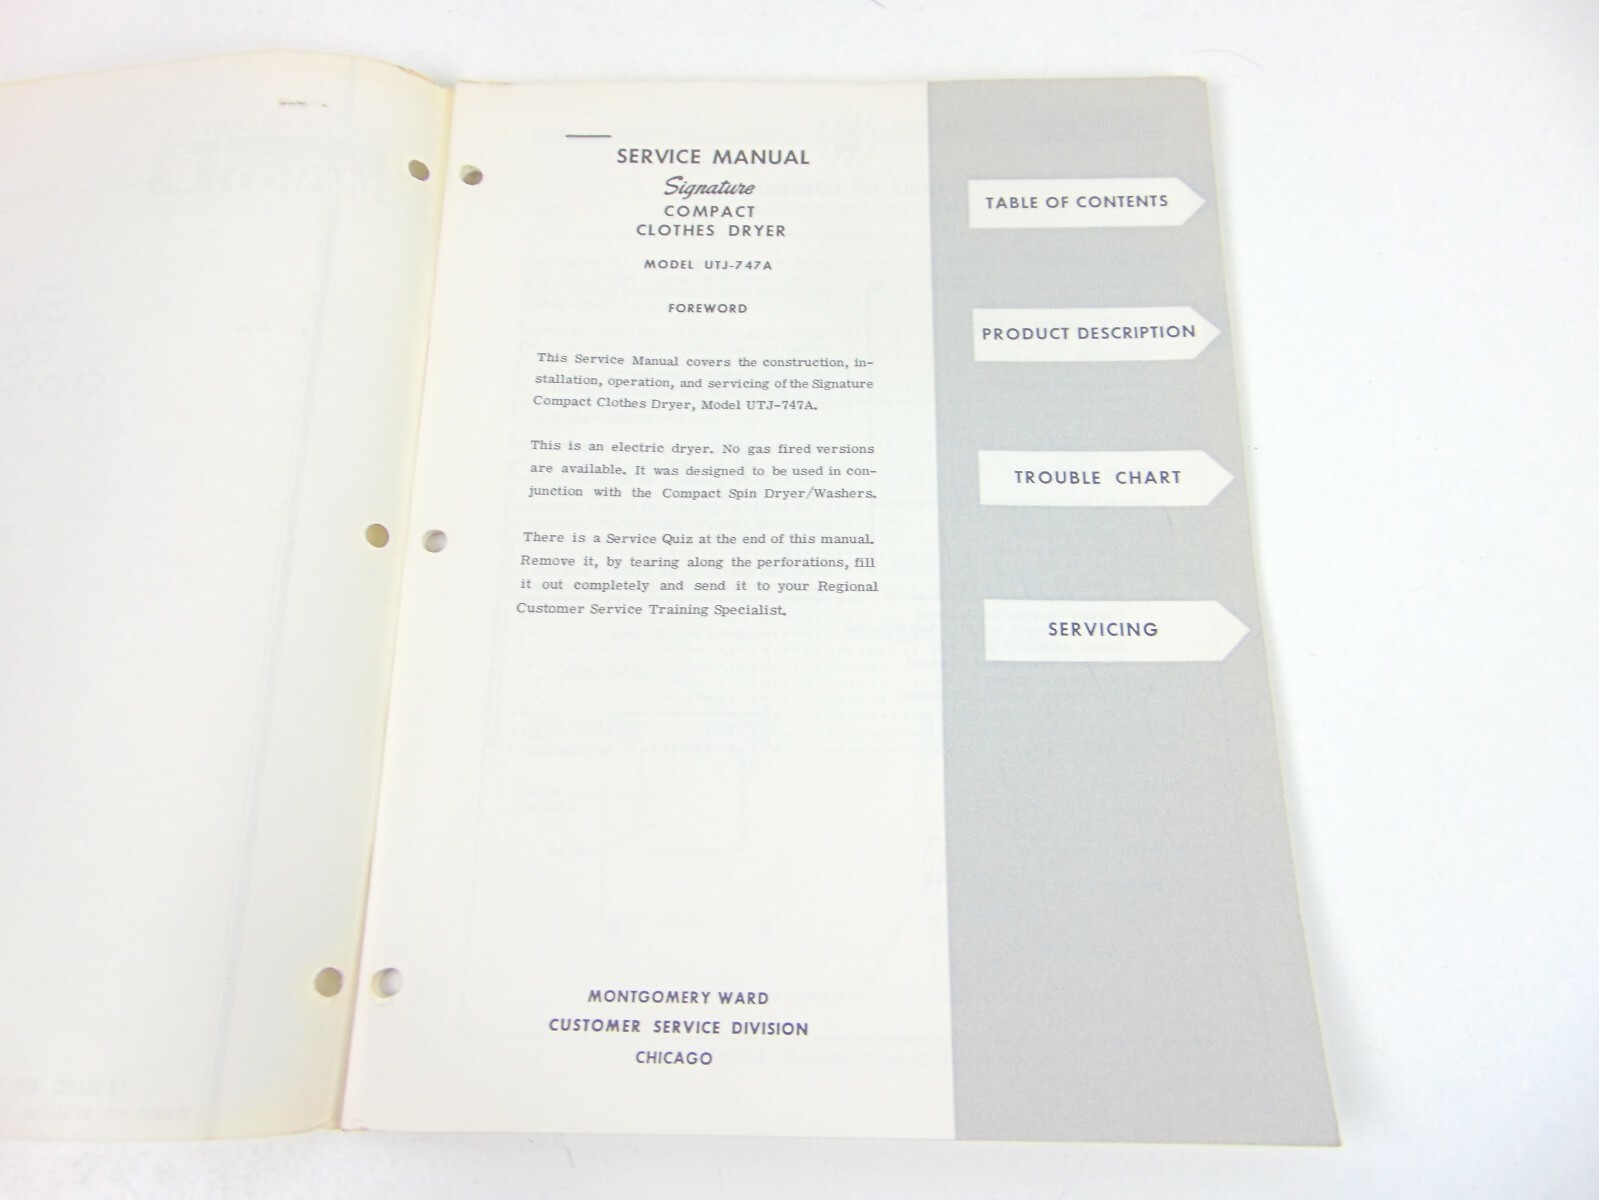 SERVICE MANUAL
Signature
COMPACT
CLOTHES DRYER
MODEL UTJ-747A
FOREWORD
This Service Manual covers the construction, in-
stallation, operation, and servicing of the Signature
Compact Clothes Dryer, Model UTJ-747A.
This is an electric dryer. No gas fired versions
are available. It was designed to be used in con-
junction with the Compact Spin Dryer/Washers.
There is a Service Quiz at the end of this manual.
Remove it, by tearing along the perforations, fill
it out completely and send it to your Regional
Customer Service Training Specialist.
MONTGOMERY WARD
CUSTOMER SERVICE DIVISION
CHICAGO
TABLE OF CONTENTS
PRODUCT DESCRIPTION
TROUBLE CHART
SERVICING